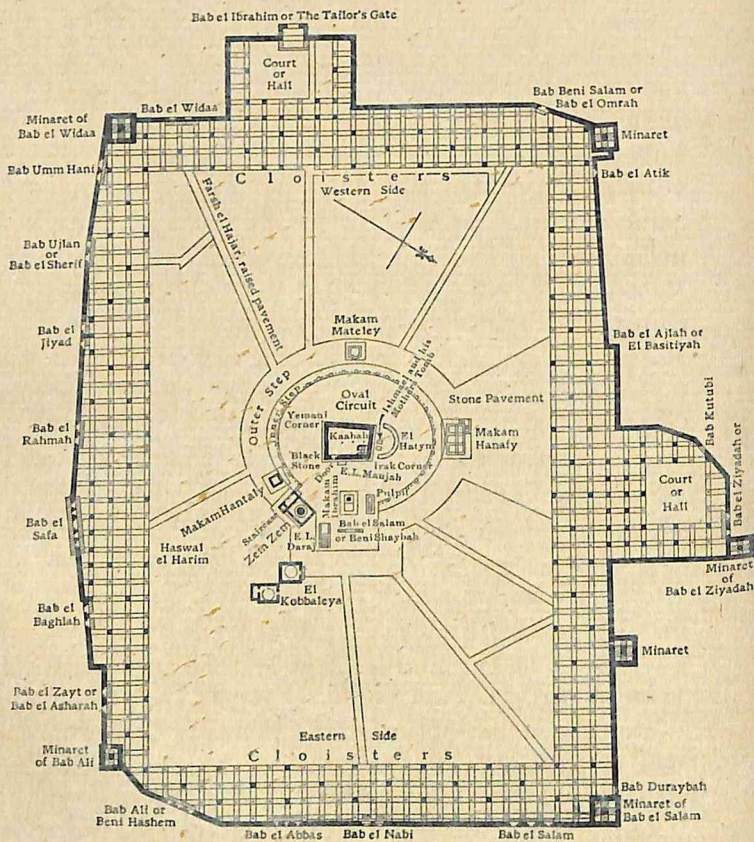 Bab el Ibrahim or The Tailor's Gate
Court
or
Hall
Bab Beni Salam or
Bab el Omrah
Bab el Widaa
Minaret of
Bab el Widaa
Minaret
Bab Umm Hani
Bab el Atik
Cloisters
Western Side
Farsh el Hajar, raised pavement
Bab Ujlan
or
Bab el Sherif
Bab el
Jiyad
Makam
Mateley
Bab el Ajlah or
El Basitiyah
Ishmael and his
Mothers Tomb
Outer Step
Inner Step
Oval
Circuit
Stone Pavement
Bab Kutubi
Bab el Ziyadah or
Bab el
Rahmah
Yemani
Corner
Kaabah
El
Hatym
Makam
Hanafy
Black
Stone
Door
Irak Corner
E.L. Manjah
Court
or
Hall
Makam Hantaly
Makam
Ibrahim
Pulpit
Bab el
Safa
Staircase
Zem Zem
Bab el Salam
or Beni Shaybah
E.L.
Daraj
Haswal
el Harim
Minaret
of
Bab el Ziyadah
El
Kobbaleya
Bab el
Baghlah
Minaret
Bab el Zayt or
Bab el Asharah
Eastern Side
Cloisters
Minaret
of Bab Ali
Bab Duraybah
Minaret of
Bab el Salam
Bab Ali or
Beni Hashem
Bab el Abbas
Bab el Nabi
Bab el Salam